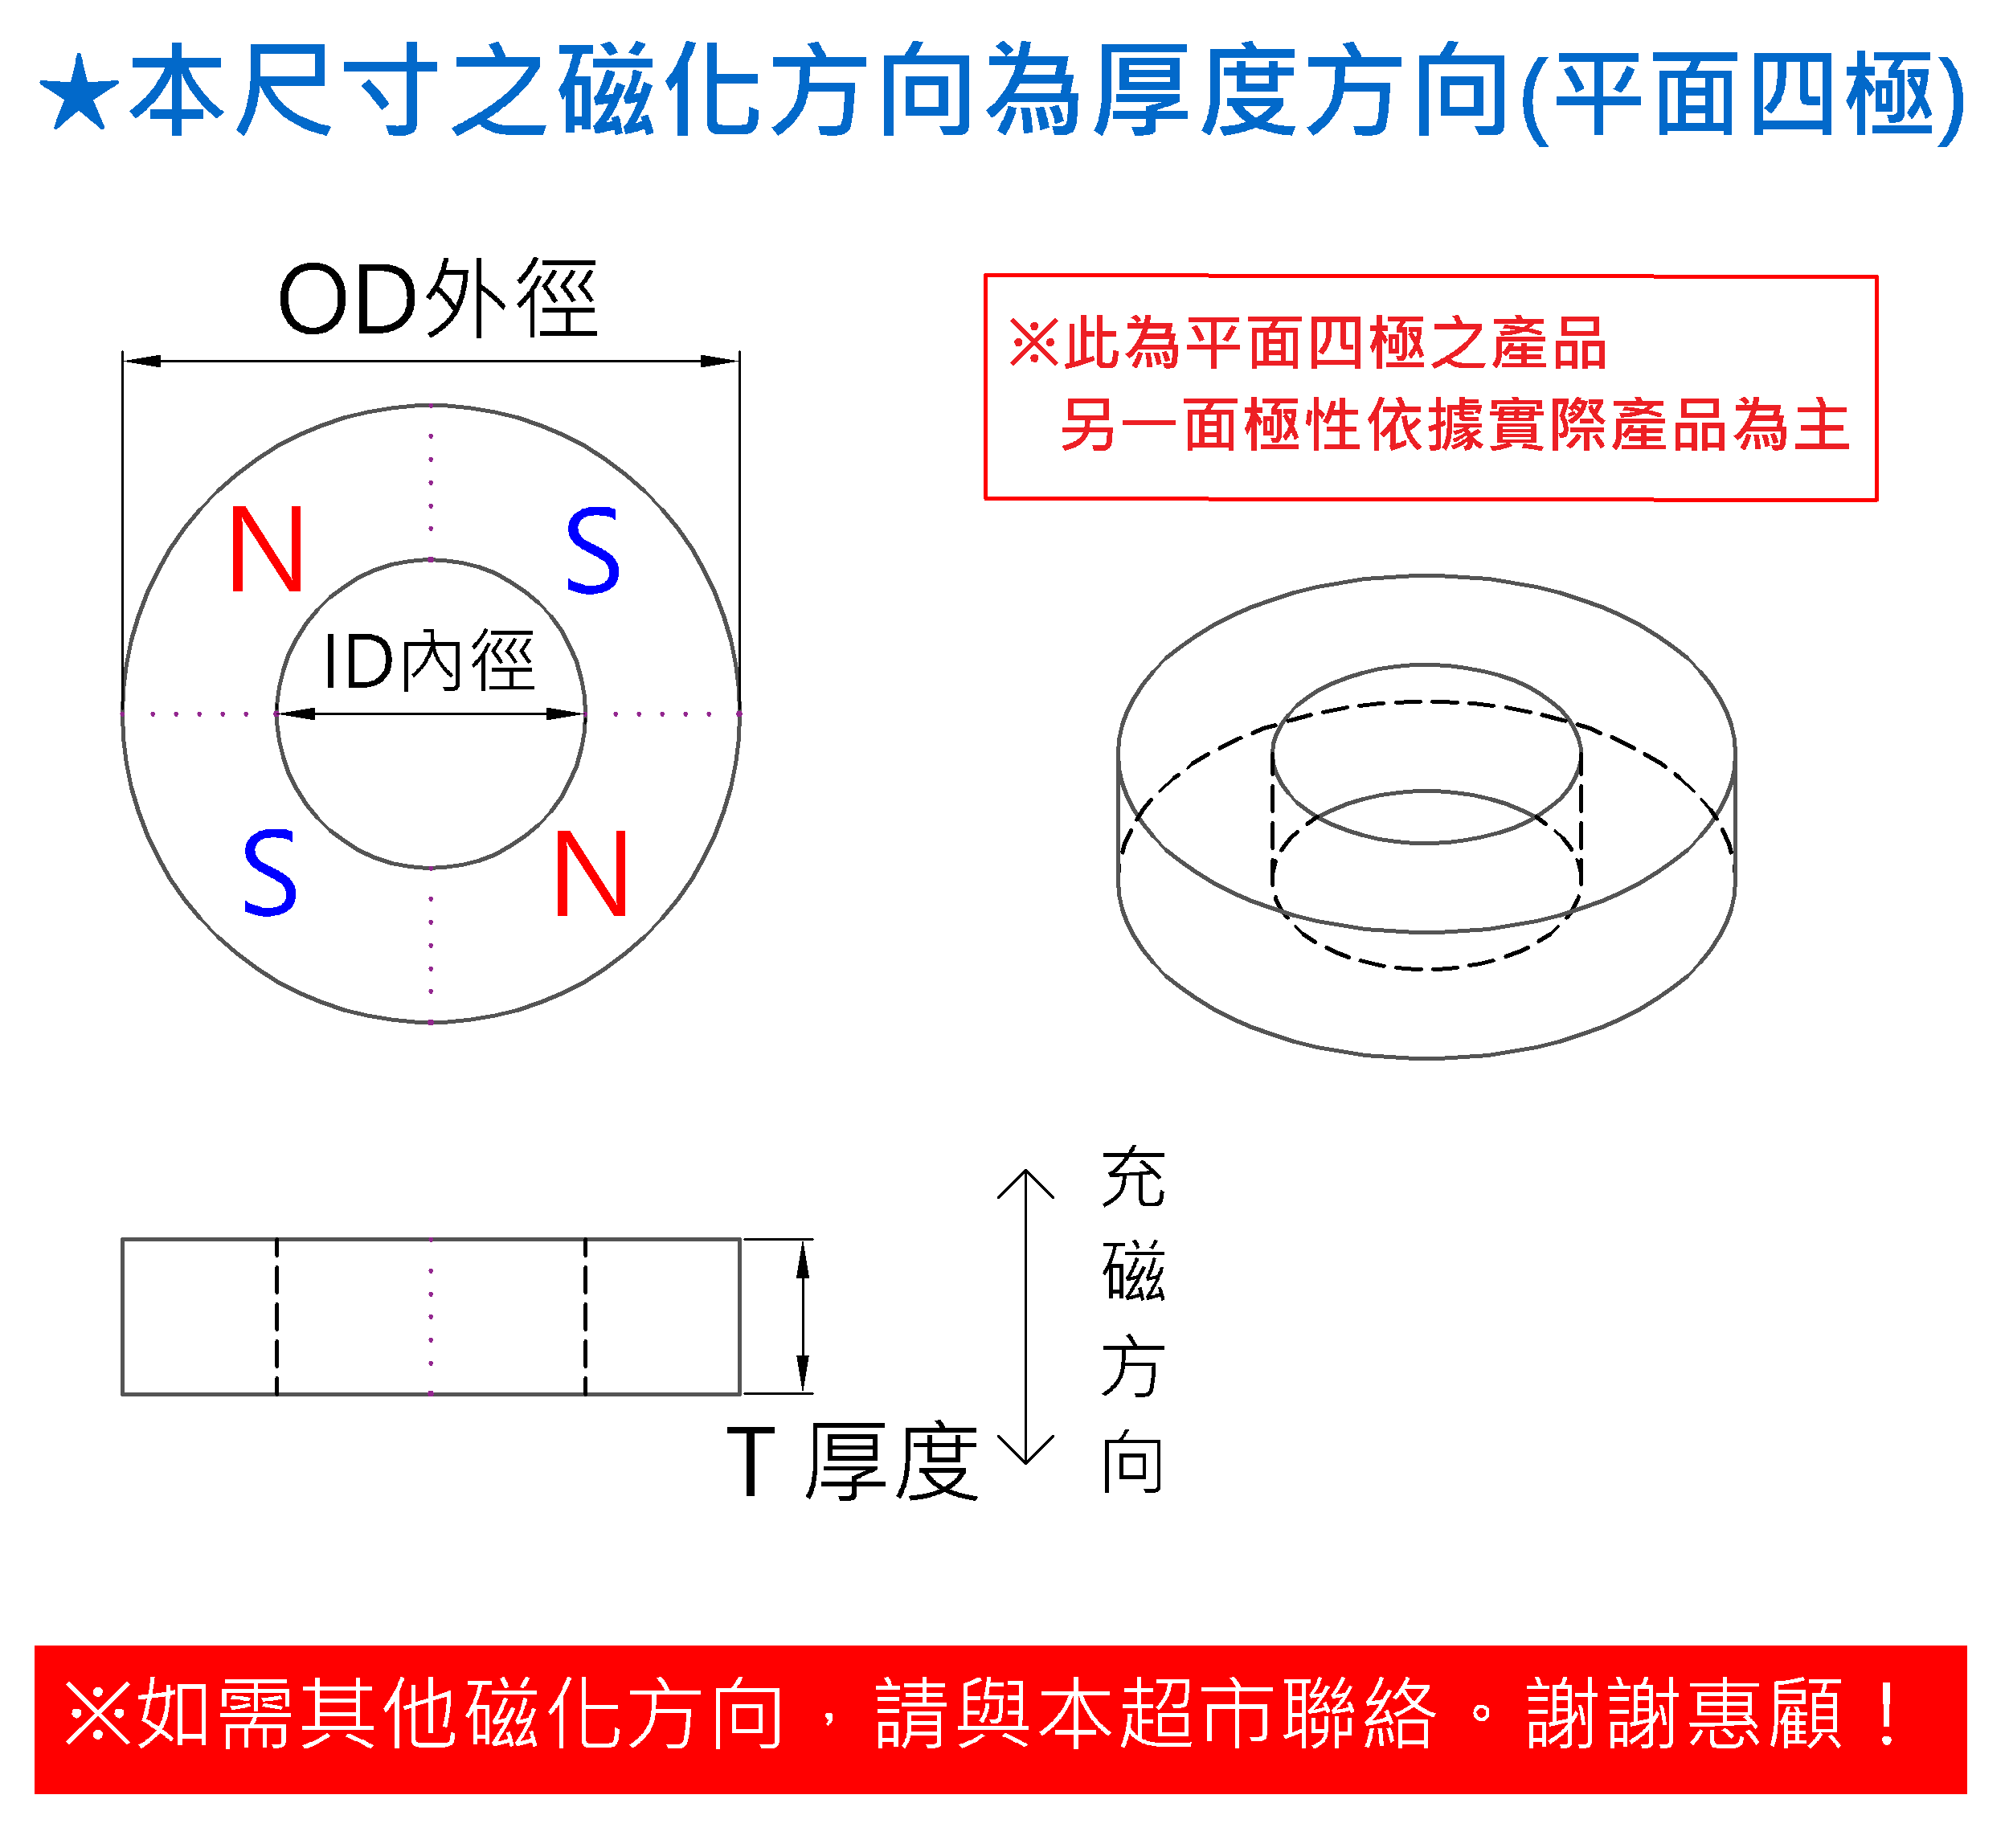 ★本尺寸之磁化方向為厚度方向(平面四極)
OD外徑
※此為平面四極之產品
另一面極性依據實際產品為主
N
S
ID內徑
S
N
充磁方向
T 厚度
※如需其他磁化方向，請與本超市聯絡。謝謝惠顧！